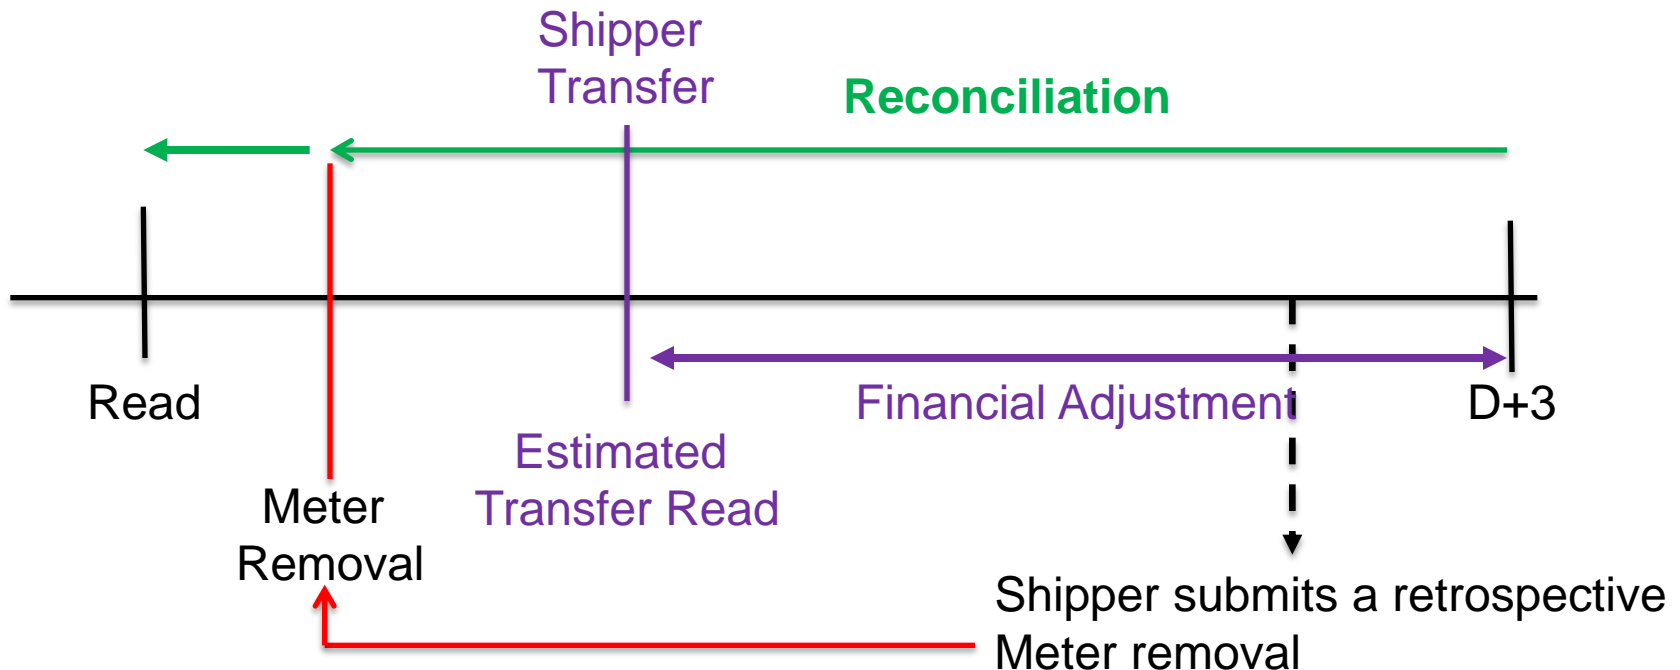 Shipper
Transfer
Reconciliation
Read
Financial Adjustment
D+3
Estimated
Transfer Read
Meter
Removal
Shipper submits a retrospective
Meter removal